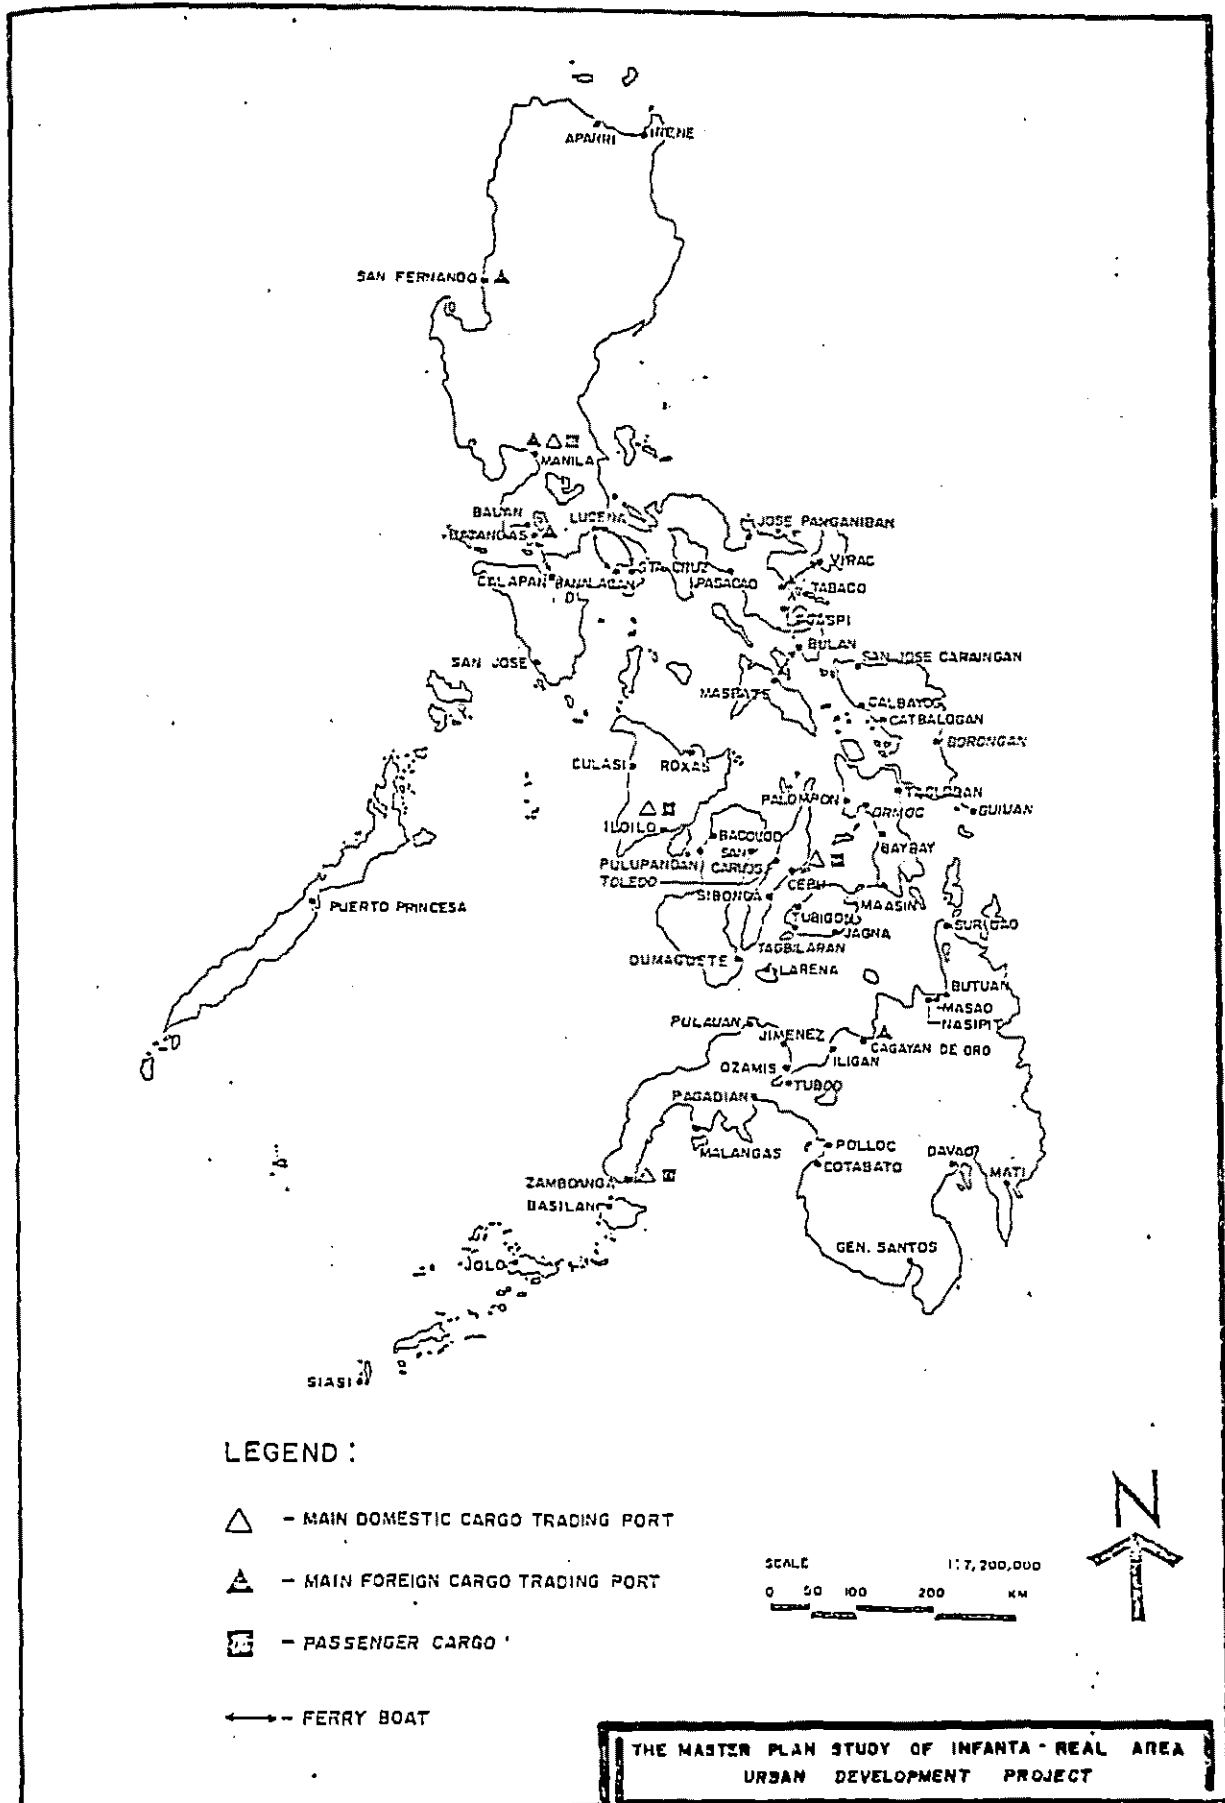 APARRI
IRENE
SAN FERNANDO
MANILA
BAUAN
LUCENA
JOSE PANGANIBAN
BATANGAS
VIRAC
STA CRUZ
CALAPAN
BANALACAN
PASACAO
TABACO
BULAN
SAN JOSE
SAN JOSE CARAINGAN
MASBATE
CALBAYOG
CATBALOGAN
BORONGAN
CULASI
ROXAS
TACLOBAN
PALOMPON
ORMOC
GUIUAN
ILOILO
BACOLOD
BAYBAY
SAN
CARLOS
PULUPANDAN
TOLEDO
CEBU
SIBONGA
MAASIN
PUERTO PRINCESA
TUBIGON
JAGNA
SURIGAO
TAGBILARAN
DUMAGUETE
LARENA
BUTUAN
MASAO
NASIPIT
PULAUAN
JIMENEZ
CAGAYAN DE ORO
ILIGAN
OZAMIS
TUBOD
PAGADIAN
MALANGAS
POLLOC
COTABATO
DAVAO
MATI
ZAMBOANGA
BASILAN
GEN. SANTOS
JOLO
SIASI
LEGEND :
- MAIN DOMESTIC CARGO TRADING PORT
- MAIN FOREIGN CARGO TRADING PORT
- PASSENGER CARGO
- FERRY BOAT
SCALE 1:7,200,000
0 50 100 200 KM
N
THE MASTER PLAN STUDY OF INFANTA - REAL AREA
URBAN DEVELOPMENT PROJECT